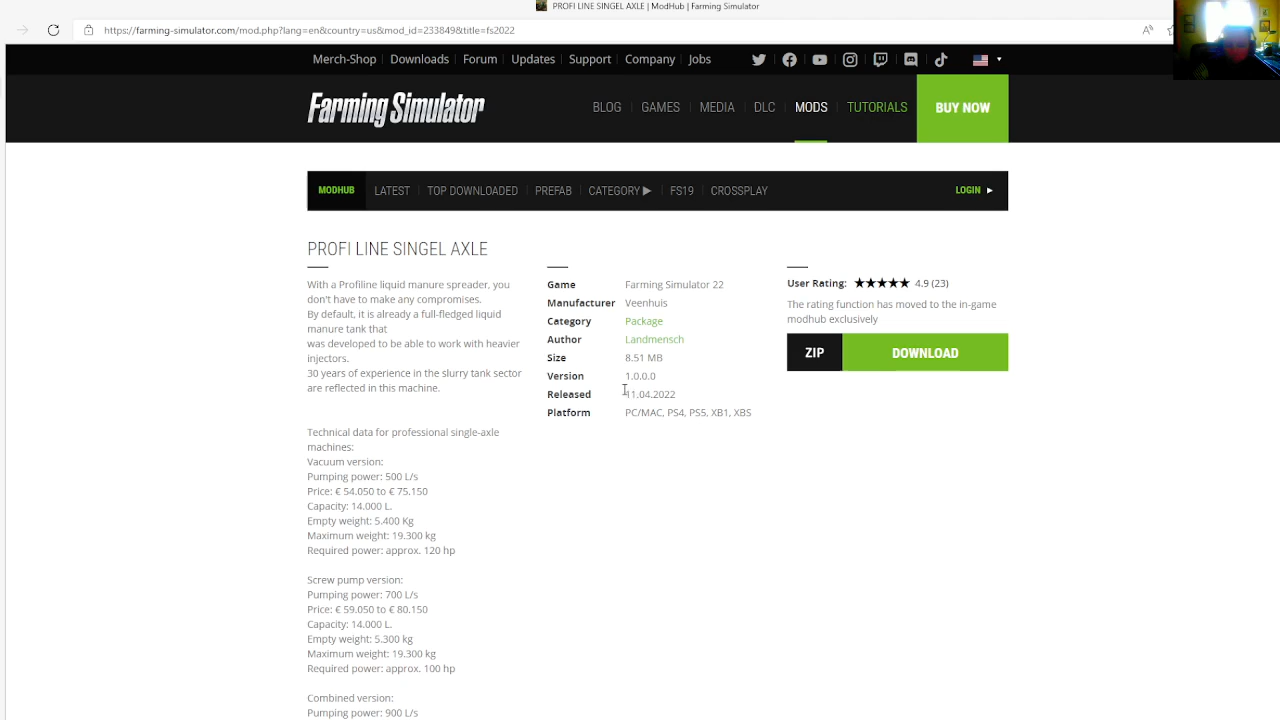 PROFI LINE SINGEL AXLE | ModHub | Farming Simulator
https://farming-simulator.com/mod.php?lang=en&country=us&mod_id=233849&title=fs2022
Merch-Shop Downloads Forum Updates Support Company Jobs
Farming Simulator
BLOG GAMES MEDIA DLC MODS TUTORIALS BUY NOW
MODHUB LATEST TOP DOWNLOADED PREFAB CATEGORY FS19 CROSSPLAY LOGIN
PROFI LINE SINGEL AXLE
With a Profiline liquid manure spreader, you
don't have to make any compromises.
By default, it is already a full-fledged liquid
manure tank that
was developed to be able to work with heavier
injectors.
30 years of experience in the slurry tank sector
are reflected in this machine.
Technical data for professional single-axle
machines:
Vacuum version:
Pumping power: 500 L/s
Price: € 54.050 to € 75.150
Capacity: 14.000 L.
Empty weight: 5.400 Kg
Maximum weight: 19.300 kg
Required power: approx. 120 hp
Screw pump version:
Pumping power: 700 L/s
Price: € 59.050 to € 80.150
Capacity: 14.000 L.
Empty weight: 5.300 kg
Maximum weight: 19.300 kg
Required power: approx. 100 hp
Combined version:
Pumping power: 900 L/s
Game Farming Simulator 22
Manufacturer Veenhuis
Category Package
Author Landmensch
Size 8.51 MB
Version 1.0.0.0
Released 11.04.2022
Platform PC/MAC, PS4, PS5, XB1, XBS
User Rating: 4.9 (23)
The rating function has moved to the in-game
modhub exclusively
ZIP DOWNLOAD